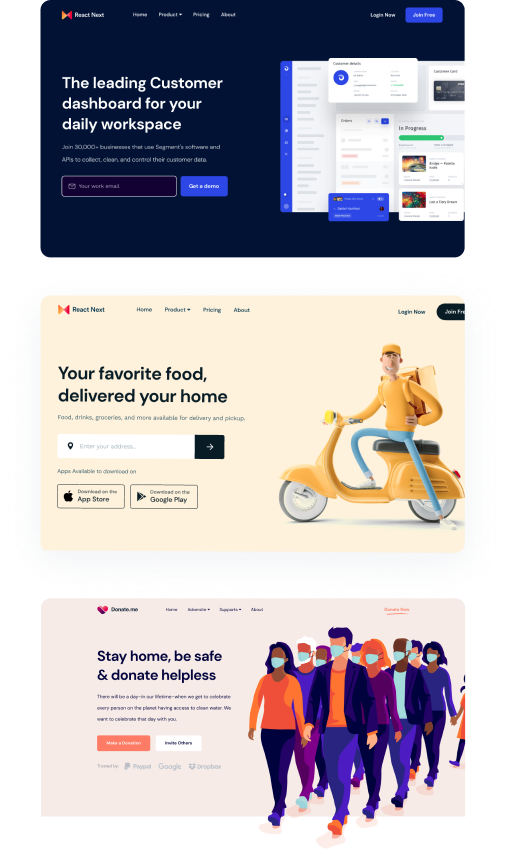 React Next
Home Product Pricing About
Login Now Join Free
The leading Customer
dashboard for your
daily workspace
Join 30,000+ businesses that use Segment's software and
APIs to collect, clean, and control their customer data.
Your work email
Get a demo
Customer details
Customer Card
Orders
In Progress
React Next
Home Product Pricing About
Login Now Join Fre
Your favorite food,
delivered your home
Food, drinks, groceries, and more available for delivery and pickup.
Enter your address..
Apps Available to download on
Download on the
App Store
Download on the
Google Play
Donate.me
Home Adversite Supports About
Donate Now
Stay home, be safe
& donate helpless
There will be a day–in our lifetime–when we get to celebrate
every person on the planet having access to clean water. We
want to celebrate that day with you.
Make a Donation
Invite Others
Trusted by: Paypal Google Dropbox